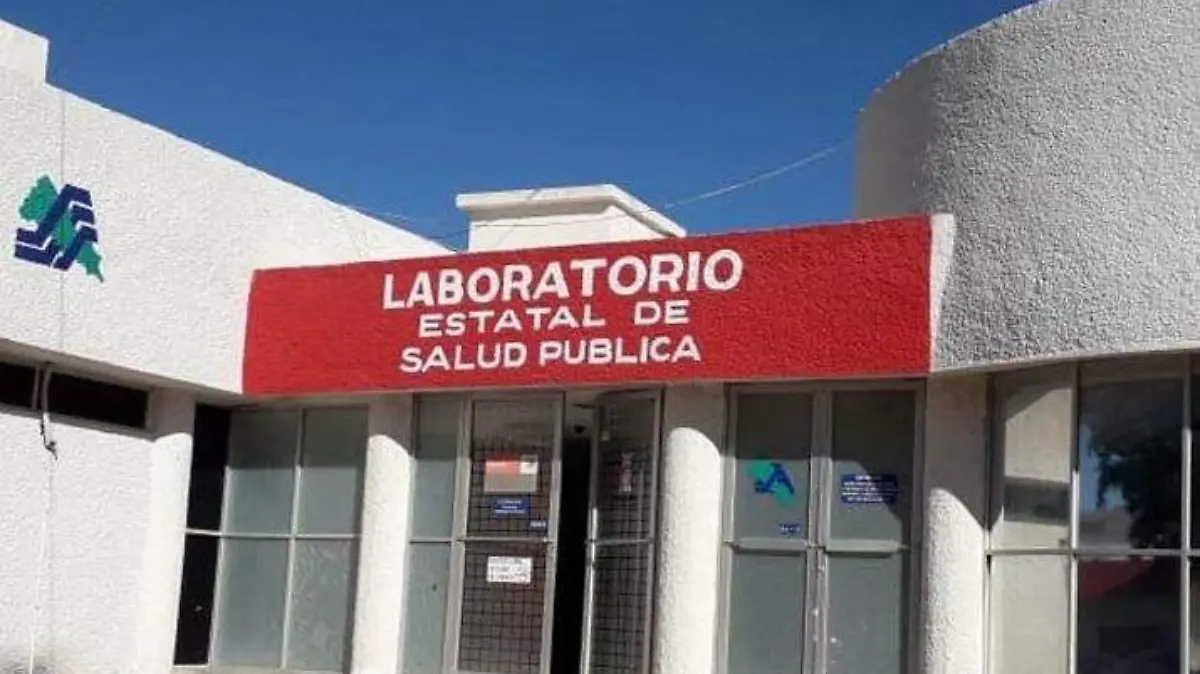 LABORATORIO
ESTATAL DE
SALUD PUBLICA